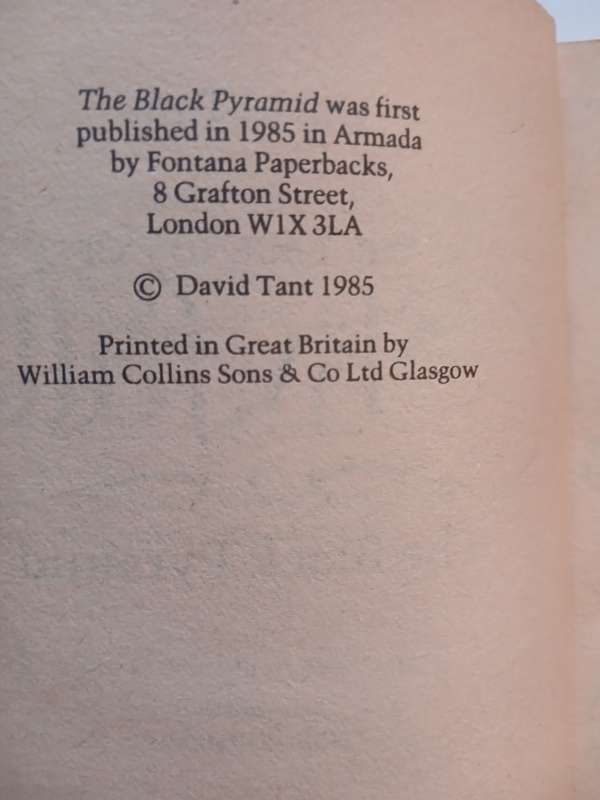 The Black Pyramid was first
published in 1985 in Armada
by Fontana Paperbacks,
8 Grafton Street,
London W1X 3LA
© David Tant 1985
Printed in Great Britain by
William Collins Sons & Co Ltd Glasgow